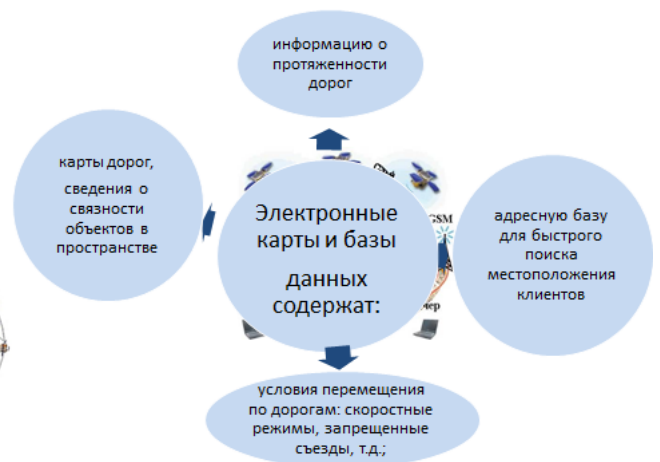 информацию о
протяженности
дорог
карты дорог,
сведения о
связности
объектов в
пространстве
Электронные
карты и базы
данных
содержат:
GSM
адресную базу
для быстрого
поиска
местоположения
клиентов
условия перемещения
по дорогам: скоростные
режимы, запрещенные
съезды, т.д.;